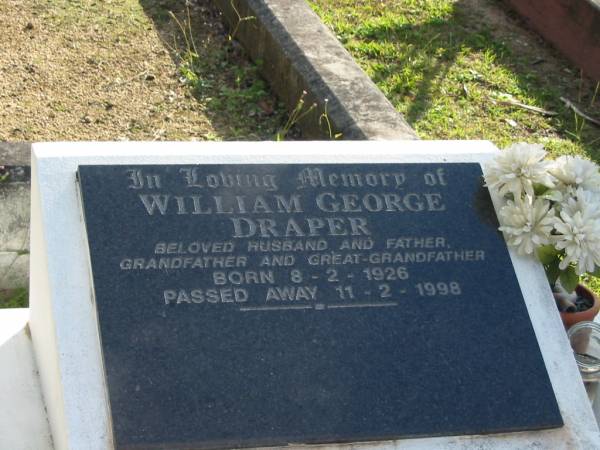 In Loving Memory of
WILLIAM GEORGE
DRAPER
BELOVED HUSBAND AND FATHER,
GRANDFATHER AND GREAT-GRANDFATHER
BORN 8 - 2 - 1926
PASSED AWAY 11 - 2 - 1998